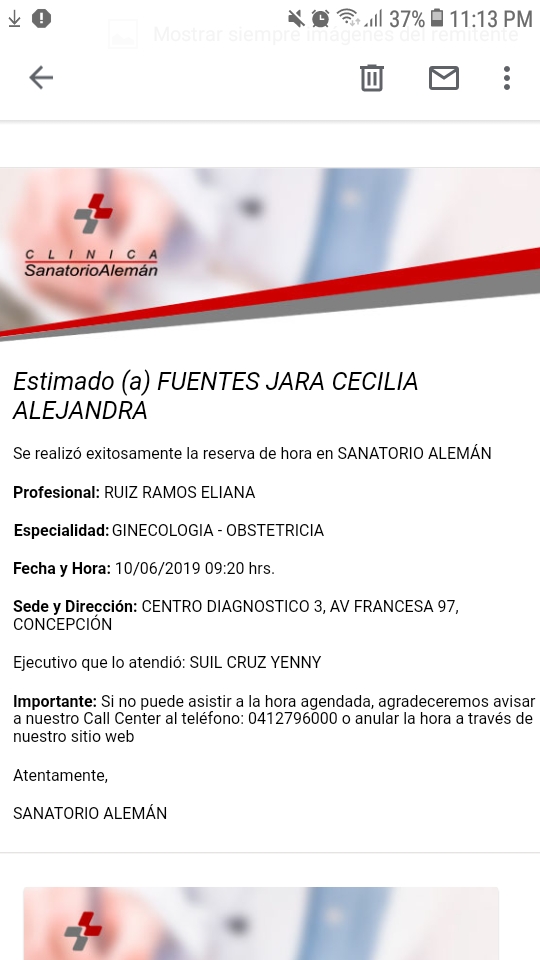 37% 11:13 PM
Mostrar siempre imágenes del remitente
C L I N I C A
SanatorioAlemán
Estimado (a) FUENTES JARA CECILIA
ALEJANDRA
Se realizó exitosamente la reserva de hora en SANATORIO ALEMÁN
Profesional: RUIZ RAMOS ELIANA
Especialidad: GINECOLOGIA - OBSTETRICIA
Fecha y Hora: 10/06/2019 09:20 hrs.
Sede y Dirección: CENTRO DIAGNOSTICO 3, AV FRANCESA 97,
CONCEPCIÓN
Ejecutivo que lo atendió: SUIL CRUZ YENNY
Importante: Si no puede asistir a la hora agendada, agradeceremos avisar
a nuestro Call Center al teléfono: 0412796000 o anular la hora a través de
nuestro sitio web
Atentamente,
SANATORIO ALEMÁN